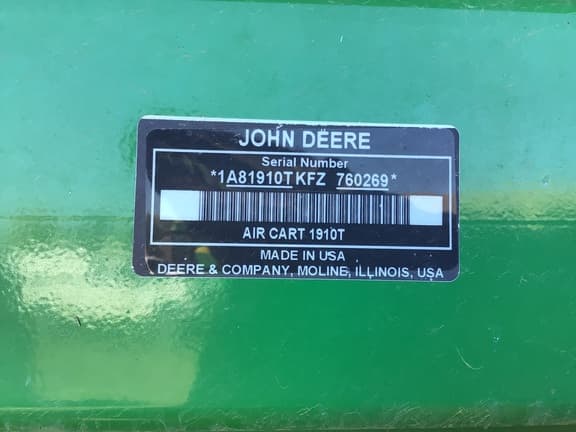 JOHN DEERE
Serial Number
*1A81910TKFZ 760269*
AIR CART 1910T
MADE IN USA
DEERE & COMPANY, MOLINE, ILLINOIS, USA